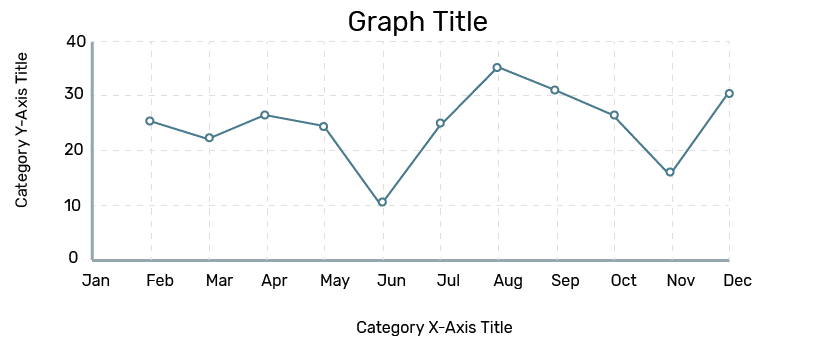 Graph Title
Category Y-Axis Title
40
30
20
10
0
Jan Feb Mar Apr May Jun Jul Aug Sep Oct Nov Dec
Category X-Axis Title